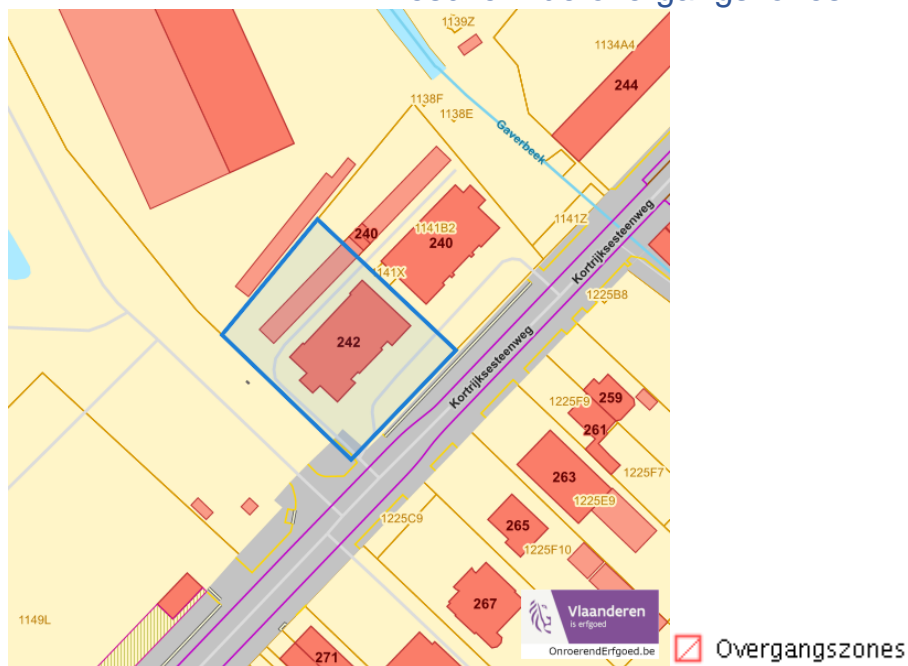 1139Z
1134A4
244
1138F
1138E
Gaverbeek
1141Z
Kortrijksesteenweg
240
1141B2
240
1141X
1225B8
242
Kortrijksesteenweg
259
1225F9
261
1225F7
263
1225E9
1225C9
265
1225F10
267
1149L
271
Vlaanderen
is erfgoed
OnroerendErfgoed.be
Overgangszones